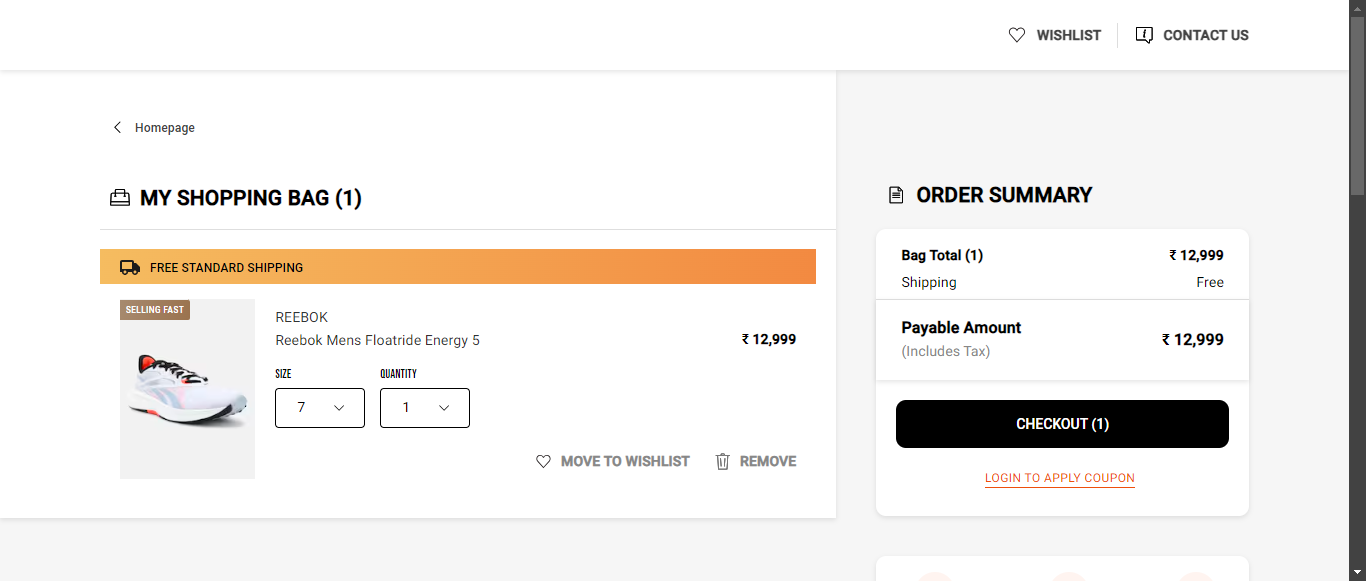 WISHLIST
CONTACT US
Homepage
MY SHOPPING BAG (1)
FREE STANDARD SHIPPING
SELLING FAST
REEBOK
Reebok Mens Floatride Energy 5
₹ 12,999
SIZE
QUANTITY
7
1
MOVE TO WISHLIST
REMOVE
ORDER SUMMARY
Bag Total (1)
₹ 12,999
Shipping
Free
Payable Amount
(Includes Tax)
₹ 12,999
CHECKOUT (1)
LOGIN TO APPLY COUPON